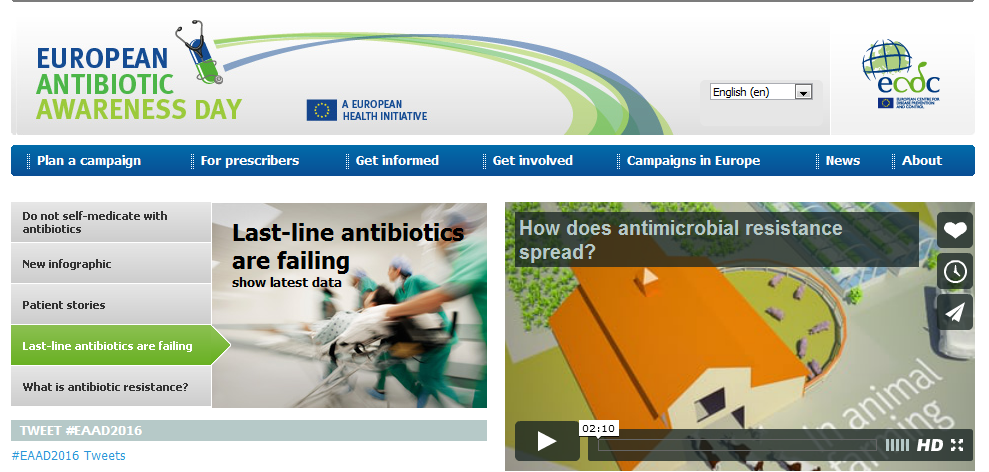 EUROPEAN
ANTIBIOTIC
AWARENESS DAY
A EUROPEAN
HEALTH INITIATIVE
English (en)
ecdc
EUROPEAN CENTRE FOR
DISEASE PREVENTION
AND CONTROL
Plan a campaign
For prescribers
Get informed
Get involved
Campaigns in Europe
News
About
Do not self-medicate with
antibiotics
New infographic
Patient stories
Last-line antibiotics are failing
What is antibiotic resistance?
Last-line antibiotics
are failing
show latest data
How does antimicrobial resistance
spread?
In animal
farming
02:10
HD
TWEET #EAAD2016
#EAAD2016 Tweets